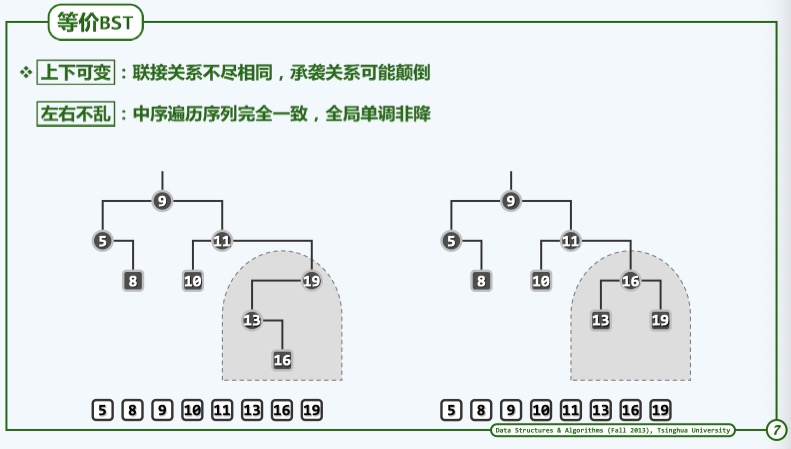 等价BST
❖ 上下可变：联接关系不尽相同，承袭关系可能颠倒
左右不乱：中序遍历序列完全一致，全局单调非降
9 9
5 11 5 11
8 10 19 8 10 16
13 13 19
16
5 8 9 10 11 13 16 19 5 8 9 10 11 13 16 19
Data Structures & Algorithms (Fall 2013), Tsinghua University
7